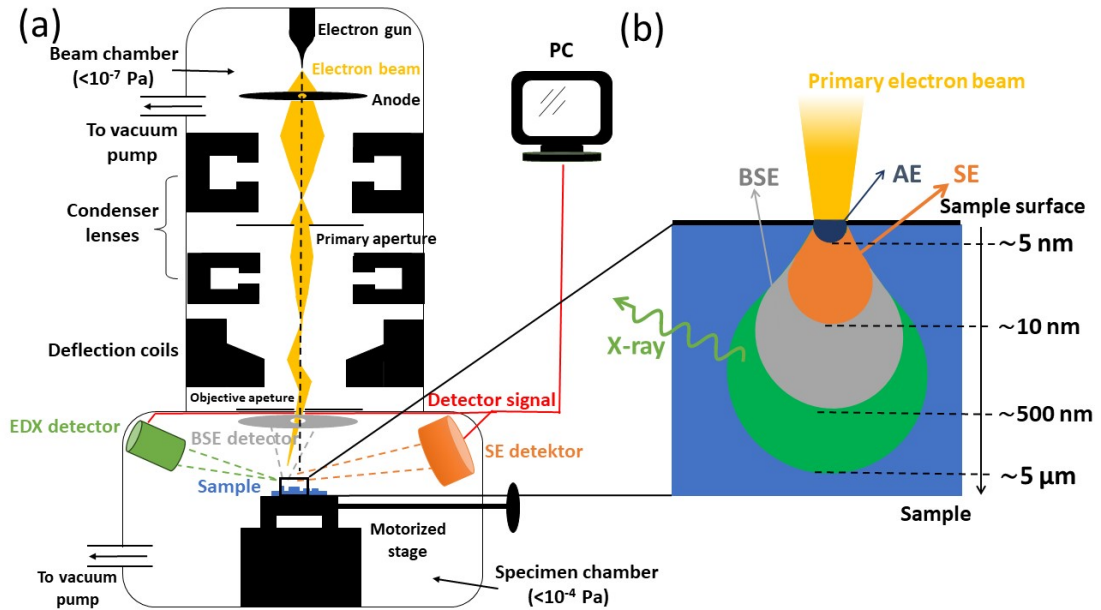 (a)
Electron gun
Beam chamber
(<10⁻⁷ Pa)
Electron beam
Anode
To vacuum
pump
Condenser
lenses
Primary aperture
Deflection coils
Objective apeture
Detector signal
EDX detector
BSE detector
SE detektor
Sample
Motorized
stage
To vacuum
pump
Specimen chamber
(<10⁻⁴ Pa)
PC
(b)
Primary electron beam
BSE
AE
SE
Sample surface
~5 nm
~10 nm
X-ray
~500 nm
~5 µm
Sample